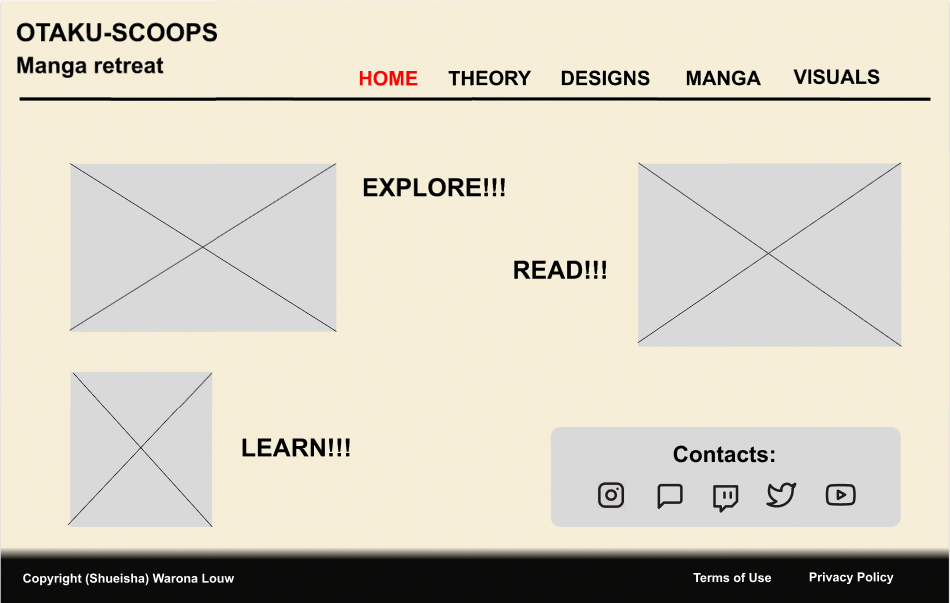 OTAKU-SCOOPS
Manga retreat
HOME THEORY DESIGNS MANGA VISUALS
EXPLORE!!!
READ!!!
LEARN!!!
Contacts:
Copyright (Shueisha) Warona Louw Terms of Use Privacy Policy